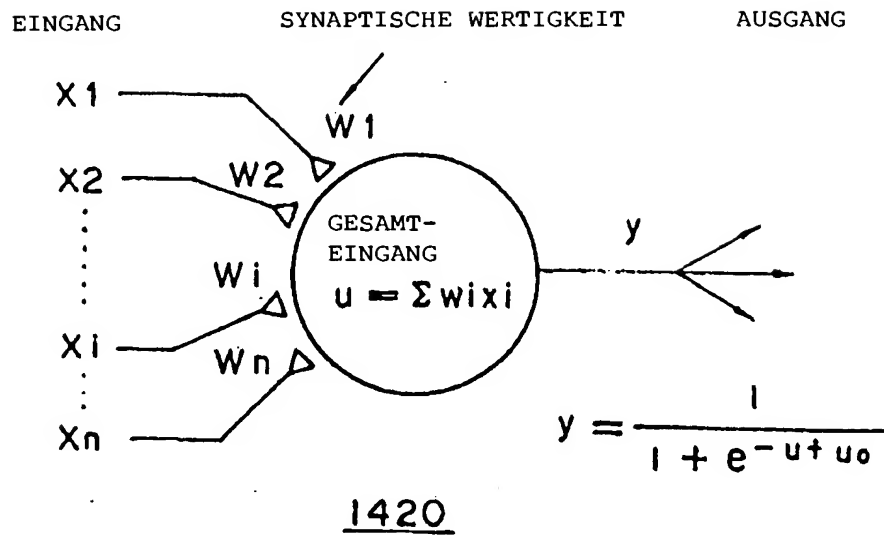 EINGANG SYNAPTISCHE WERTIGKEIT AUSGANG
X1
W1
X2 W2
GESAMT-
EINGANG
y
Wi
u = Σwixi
Xi
Wn
Xn
y = 1 / 1 + e^-u+uo
1420